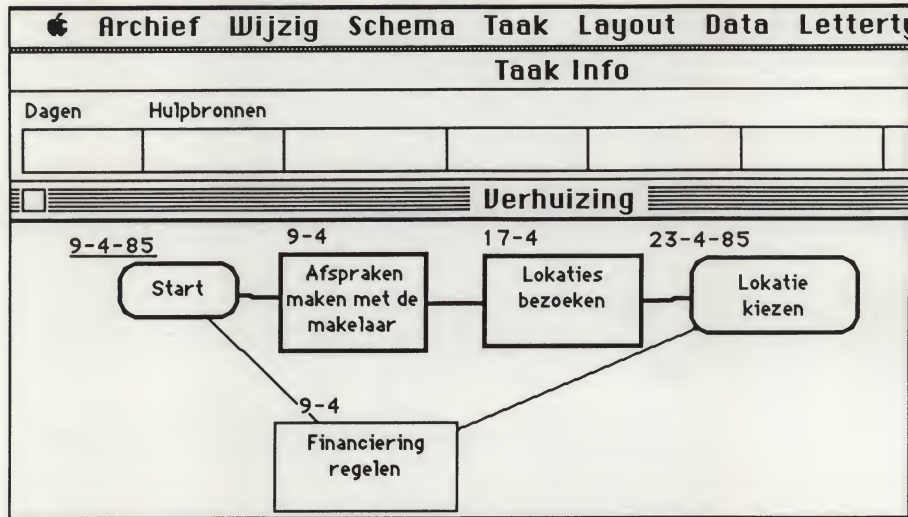 Archief Wijzig Schema Taak Layout Data Letterty
Taak Info
Dagen Hulpbronnen
Verhuizing
9-4-85 9-4 17-4 23-4-85
Start
Afspraken
maken met de
makelaar
Lokaties
bezoeken
Lokatie
kiezen
9-4
Financiering
regelen